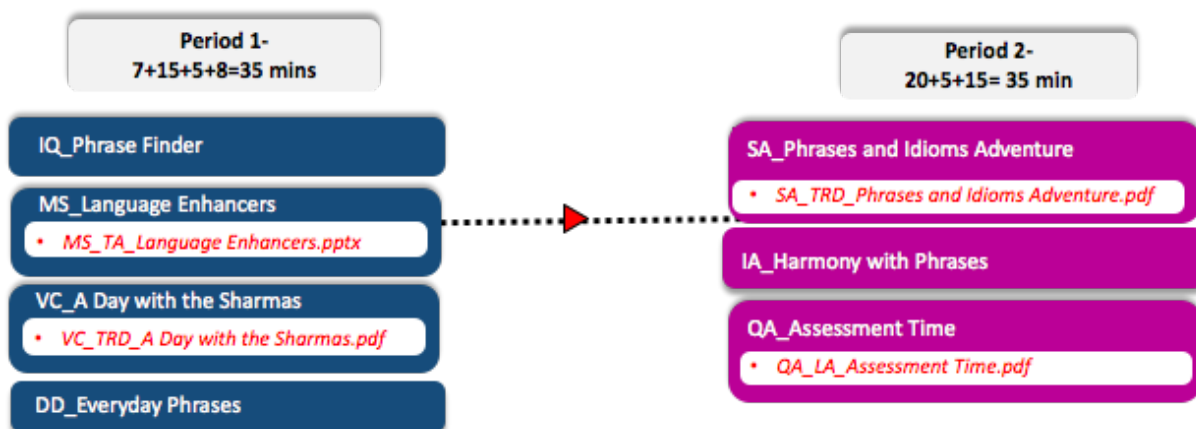 Period 1-
7+15+5+8=35 mins
IQ_Phrase Finder
MS_Language Enhancers
• MS_TA_Language Enhancers.pptx
VC_A Day with the Sharmas
• VC_TRD_A Day with the Sharmas.pdf
DD_Everyday Phrases
Period 2-
20+5+15= 35 min
SA_Phrases and Idioms Adventure
• SA_TRD_Phrases and Idioms Adventure.pdf
IA_Harmony with Phrases
QA_Assessment Time
• QA_LA_Assessment Time.pdf